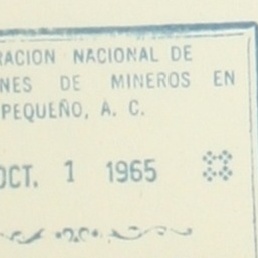 RACION NACIONAL DE
NES DE MINEROS EN
PEQUEÑO, A. C.
OCT. 1 1965